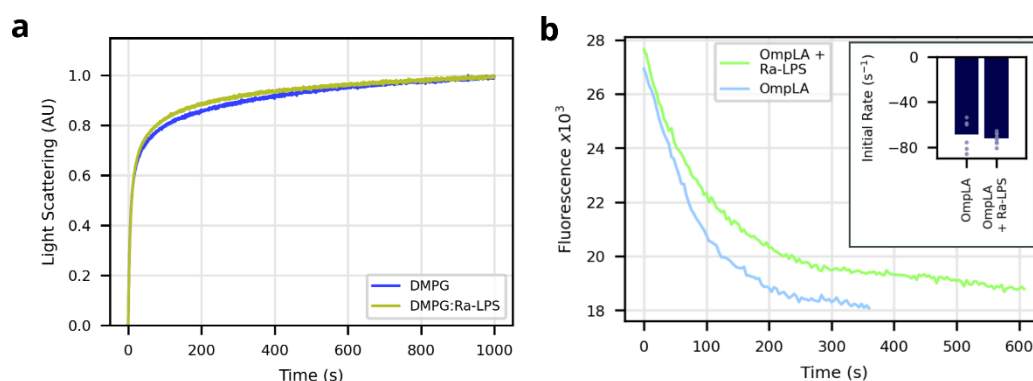 a
Light Scattering (AU)
1.0
0.8
0.6
0.4
0.2
0.0
0
200
400
600
800
1000
Time (s)
DMPG
DMPG:Ra-LPS
b
Fluorescence x10³
28
26
24
22
20
18
0
100
200
300
400
500
600
Time (s)
OmpLA +
Ra-LPS
OmpLA
Initial Rate (s⁻¹)
0
−40
−80
OmpLA
OmpLA
+ Ra-LPS